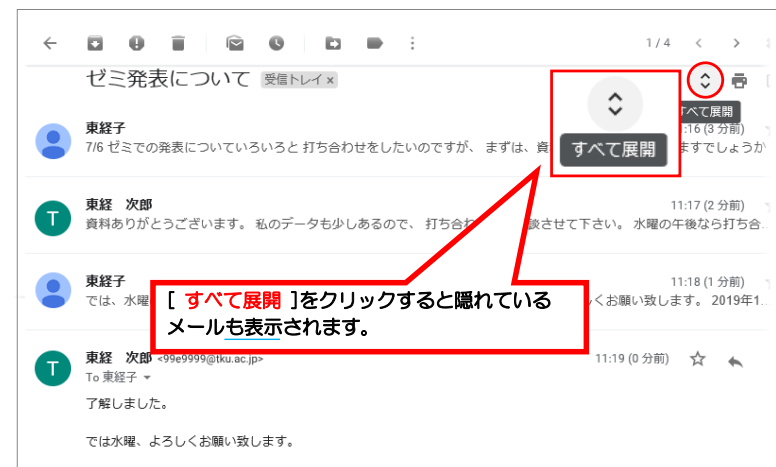 1 / 4
ゼミ発表について 受信トレイ ×
すべて展開
すべて展開
東経子 :16 (3 分前)
7/6 ゼミでの発表についていろいろと 打ち合わせをしたいのですが、 まずは、資 ますでしょうか
東経 次郎 11:17 (2 分前)
資料ありがとうございます。 私のデータも少しあるので、 打ち合わ 談させて下さい。 水曜の午後なら打ち合...
東経子 11:18 (1 分前)
では、水曜 くお願い致します。 2019年1...
[ すべて展開 ]をクリックすると隠れている
メールも表示されます。
T 東経 次郎 <99e9999@tku.ac.jp> 11:19 (0 分前)
To 東経子
了解しました。
では水曜、よろしくお願い致します。